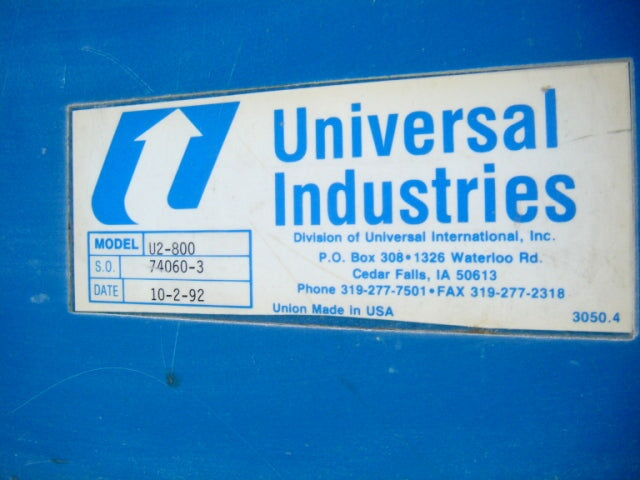 Universal
Industries
Division of Universal International, Inc.
P.O. Box 308•1326 Waterloo Rd.
Cedar Falls, IA 50613
Phone 319-277-7501•FAX 319-277-2318
MODEL U2-800
S.O. 74060-3
DATE 10-2-92
Union Made in USA
3050.4